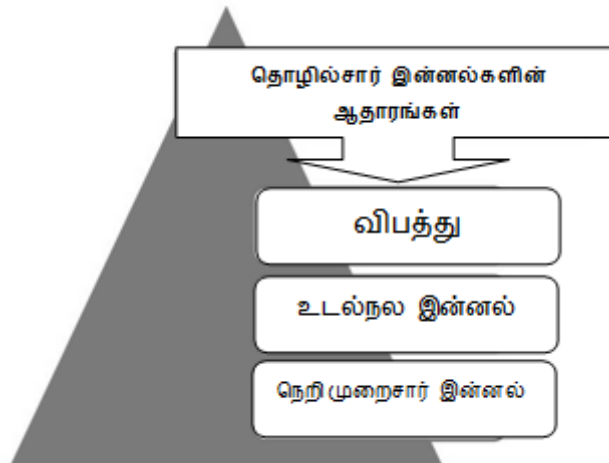 தொழில்சார் இன்னல்களின்
ஆதாரங்கள்
விபத்து
உடல்நல இன்னல்
நெறிமுறைசார் இன்னல்